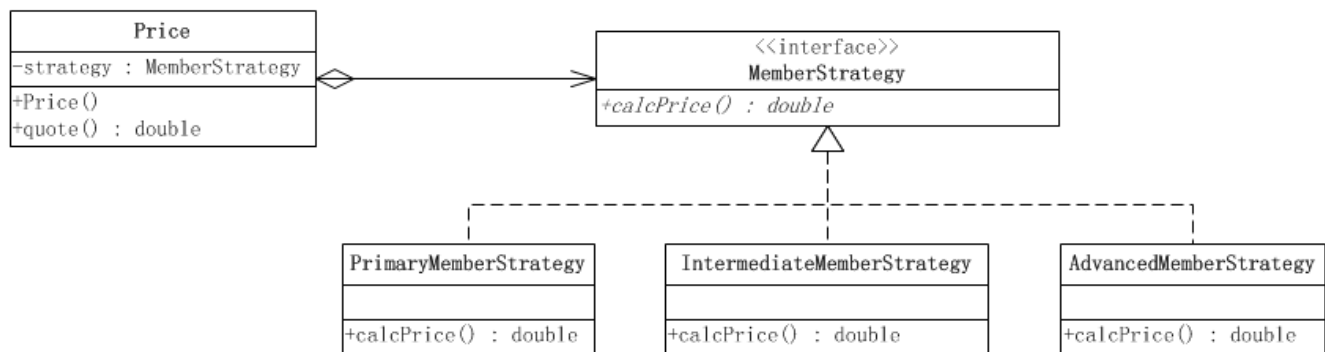 Price
-strategy : MemberStrategy
+Price()
+quote() : double
<<interface>>
MemberStrategy
+calcPrice() : double
PrimaryMemberStrategy
+calcPrice() : double
IntermediateMemberStrategy
+calcPrice() : double
AdvancedMemberStrategy
+calcPrice() : double